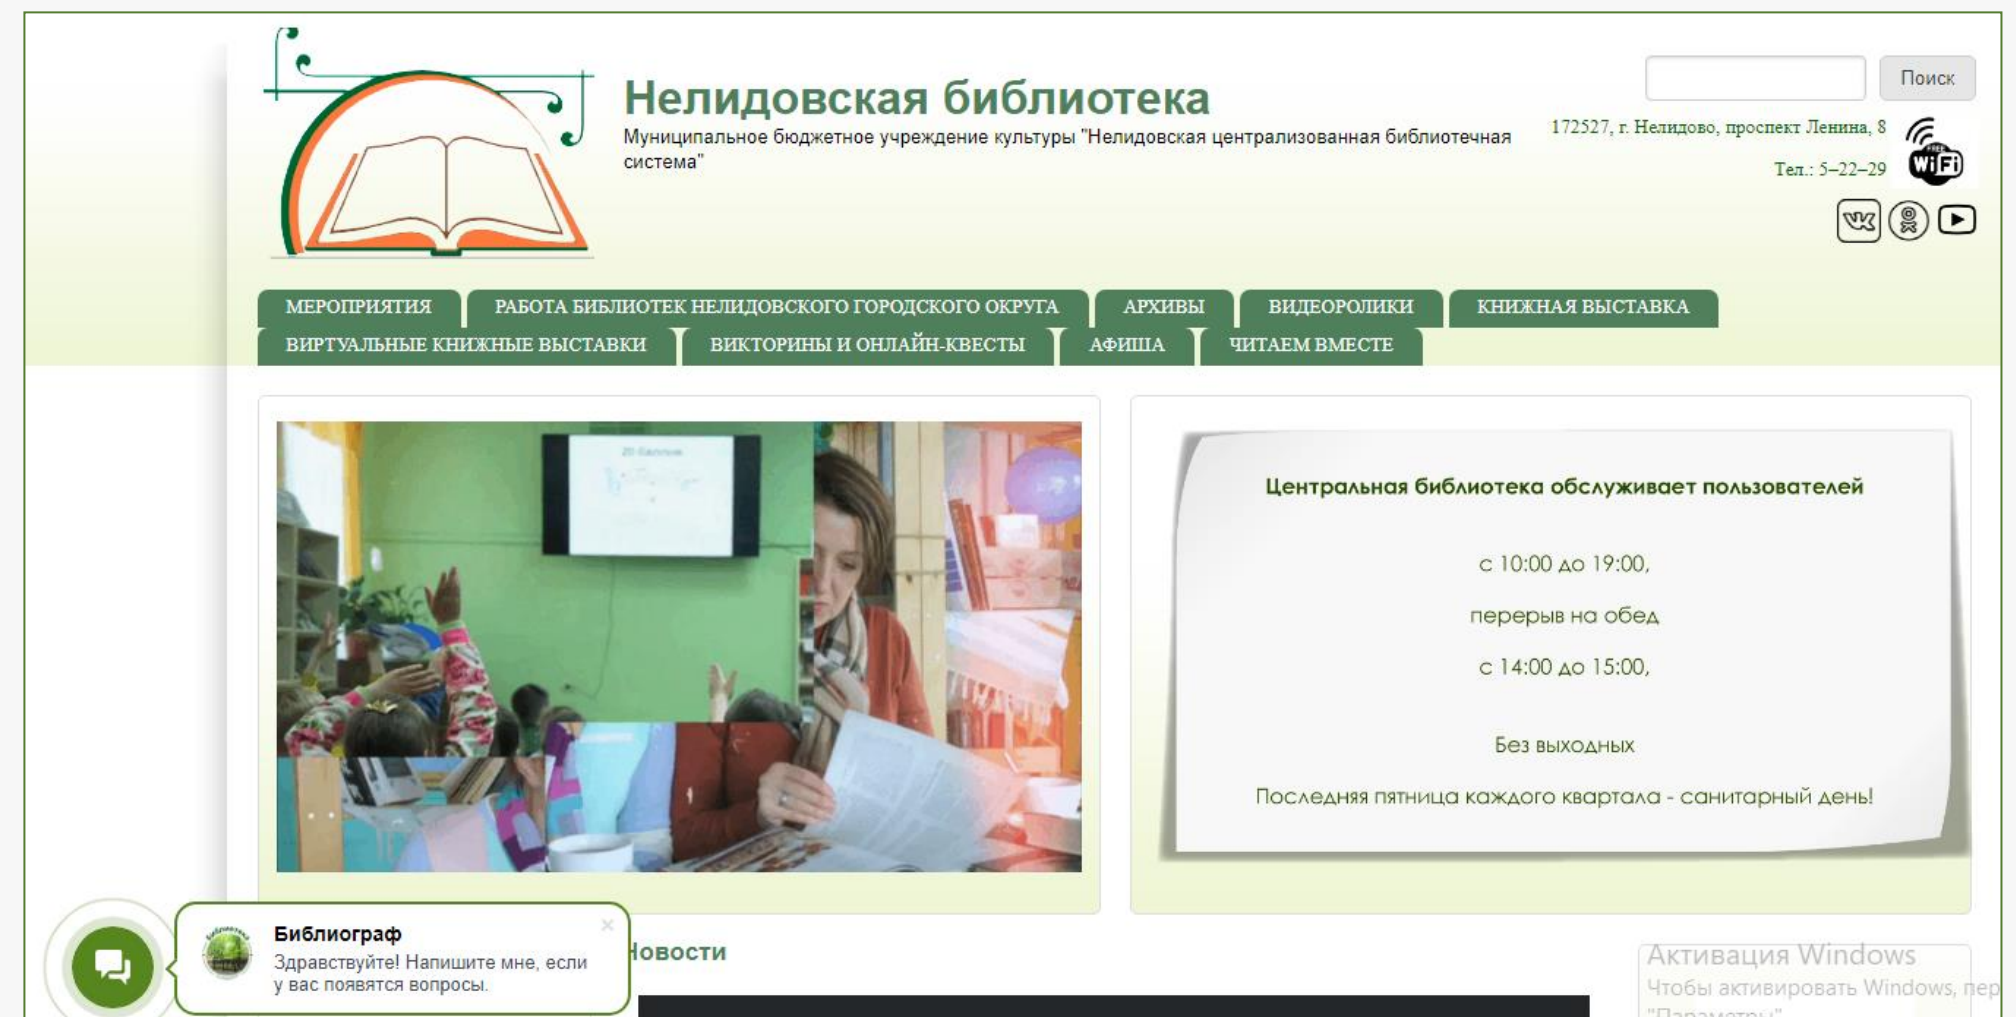 Нелидовская библиотека
Муниципальное бюджетное учреждение культуры "Нелидовская централизованная библиотечная
система"
Поиск
172527, г. Нелидово, проспект Ленина, 8
Тел.: 5–22–29
FREE
WiFi
МЕРОПРИЯТИЯ
РАБОТА БИБЛИОТЕК НЕЛИДОВСКОГО ГОРОДСКОГО ОКРУГА
АРХИВЫ
ВИДЕОРОЛИКИ
КНИЖНАЯ ВЫСТАВКА
ВИРТУАЛЬНЫЕ КНИЖНЫЕ ВЫСТАВКИ
ВИКТОРИНЫ И ОНЛАЙН-КВЕСТЫ
АФИША
ЧИТАЕМ ВМЕСТЕ
Центральная библиотека обслуживает пользователей
с 10:00 до 19:00,
перерыв на обед
с 14:00 до 15:00,
Без выходных
Последняя пятница каждого квартала - санитарный день!
Библиограф
Здравствуйте! Напишите мне, если
у вас появятся вопросы.
Новости
Активация Windows
Чтобы активировать Windows, пер
"Параметры"